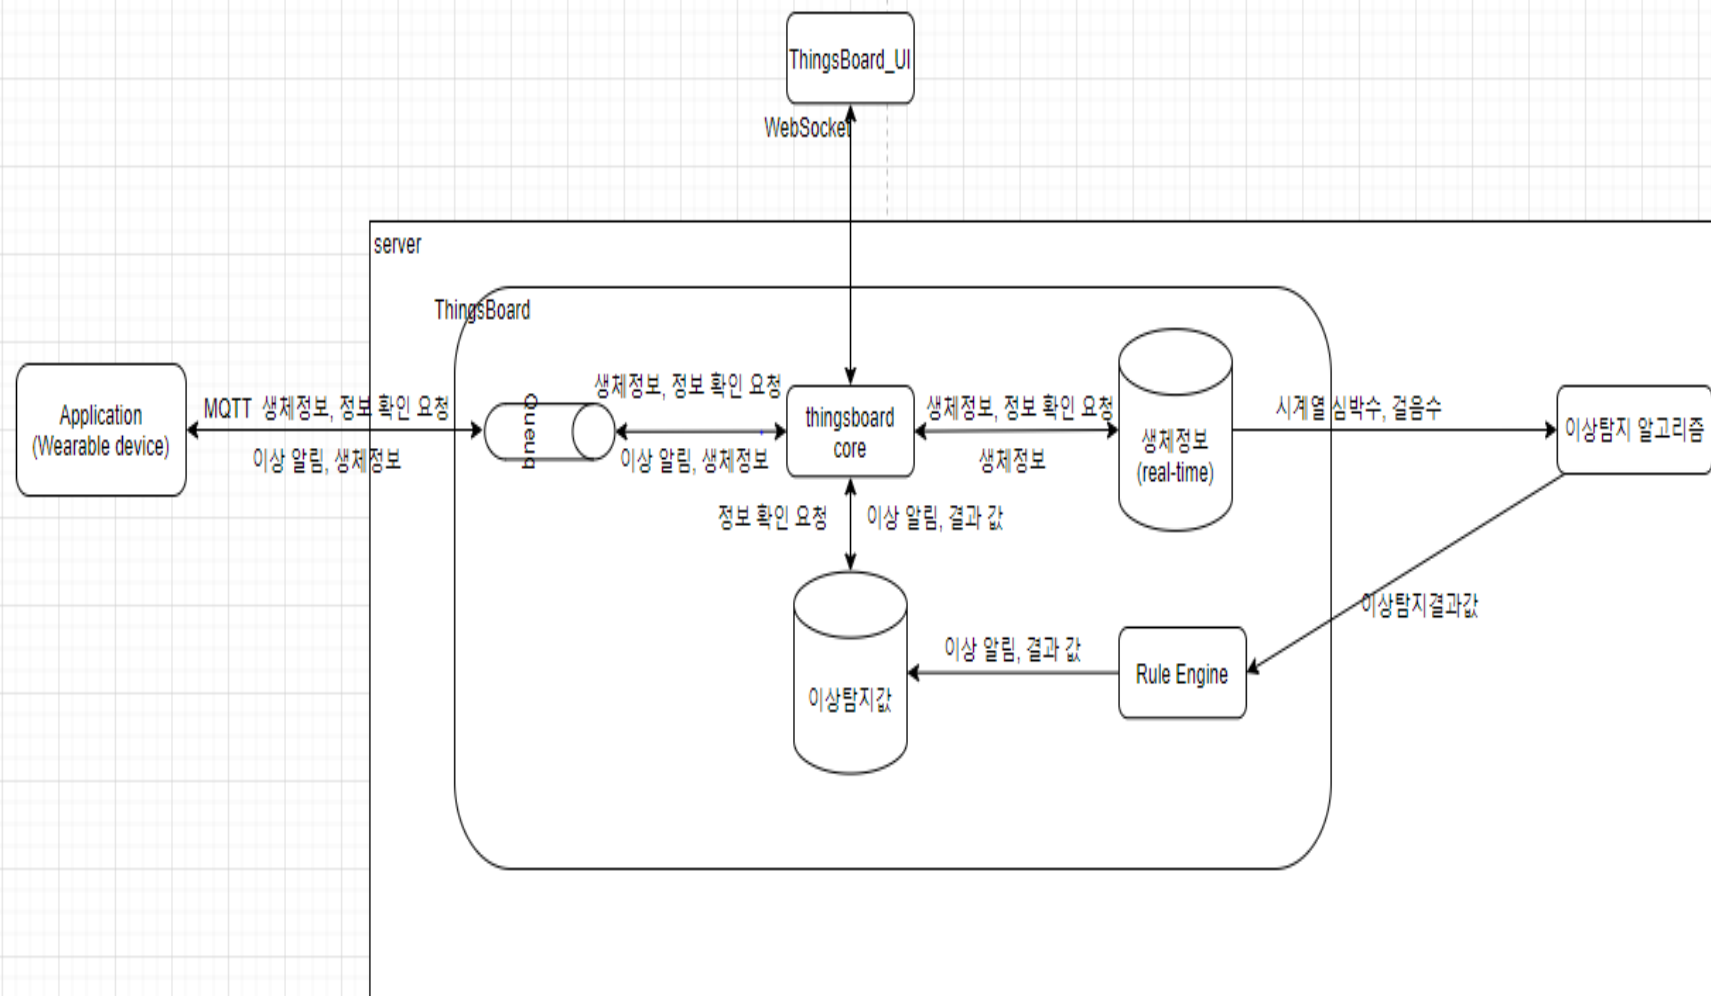 ThingsBoard_UI
WebSocket
server
ThingsBoard
Application
(Wearable device)
MQTT 생체정보, 정보 확인 요청
이상 알림, 생체정보
Queue
생체정보, 정보 확인 요청
이상 알림, 생체정보
thingsboard
core
생체정보, 정보 확인 요청
생체정보
생체정보
(real-time)
시계열 심박수, 걸음수
이상탐지 알고리즘
정보 확인 요청
이상 알림, 결과 값
이상탐지결과값
이상 알림, 결과 값
Rule Engine
이상탐지값